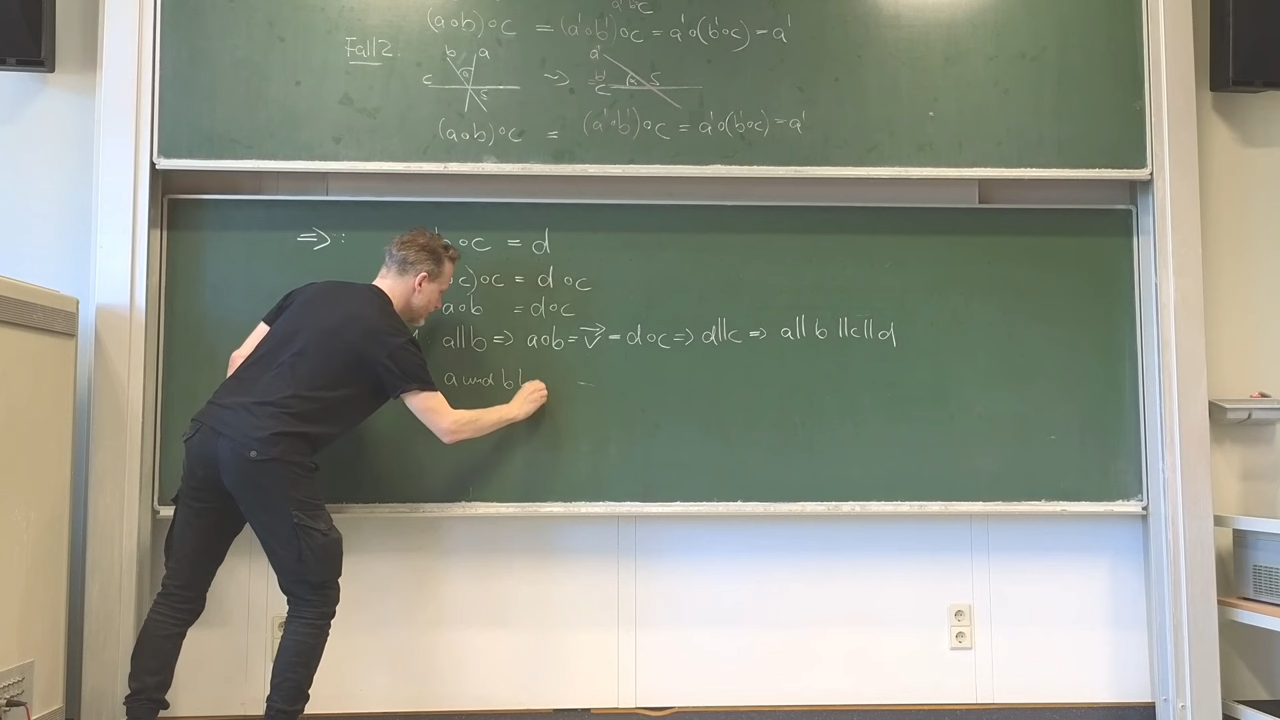 a'b'c
(a∘b)∘c = (a'∘b')∘c = a'∘(b'∘c) = a'
Fall 2:
b a
c S
⇝
a'
b'
c α S
(a∘b)∘c = (a'∘b')∘c = a'∘(b'∘c) = a'
=> : ∘c = d
c)∘c = d∘c
a∘b = d∘c
a||b => a∘b = v⃗ = d∘c => d||c => a||b||c||d
a und b